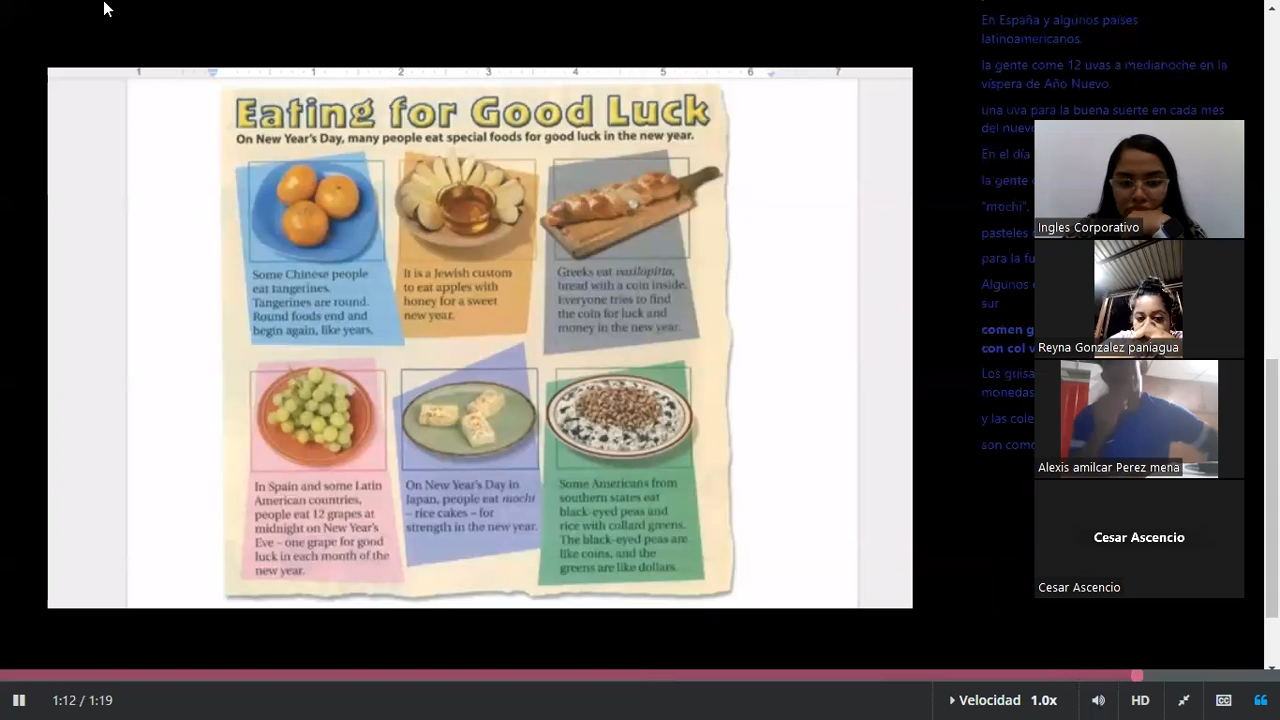 1 1 2 3 4 5 6 7
Eating for Good Luck
On New Year's Day, many people eat special foods for good luck in the new year.
Some Chinese people
eat tangerines.
Tangerines are round.
Round foods end and
begin again, like years.
It is a Jewish custom
to eat apples with
honey for a sweet
new year.
Greeks eat vasilopitta,
bread with a coin inside.
Everyone tries to find
the coin for luck and
money in the new year.
In Spain and some Latin
American countries,
people eat 12 grapes at
midnight on New Year's
Eve – one grape for good
luck in each month of the
new year.
On New Year's Day in
Japan, people eat mochi
– rice cakes – for
strength in the new year.
Some Americans from
southern states eat
black-eyed peas and
rice with collard greens.
The black-eyed peas are
like coins, and the
greens are like dollars.
En España y algunos países
latinoamericanos.
la gente come 12 uvas a medianoche en la
víspera de Año Nuevo.
una uva para la buena suerte en cada mes
del nuevo
En el día
la gente
"mochi".
pasteles
para la fu
Algunos
sur
comen g
con col v
Los guisa
monedas
y las cole
son como
Ingles Corporativo
Reyna Gonzalez paniagua
Alexis amilcar Perez mena
Cesar Ascencio
Cesar Ascencio
1:12 / 1:19
Velocidad 1.0x
HD
CC